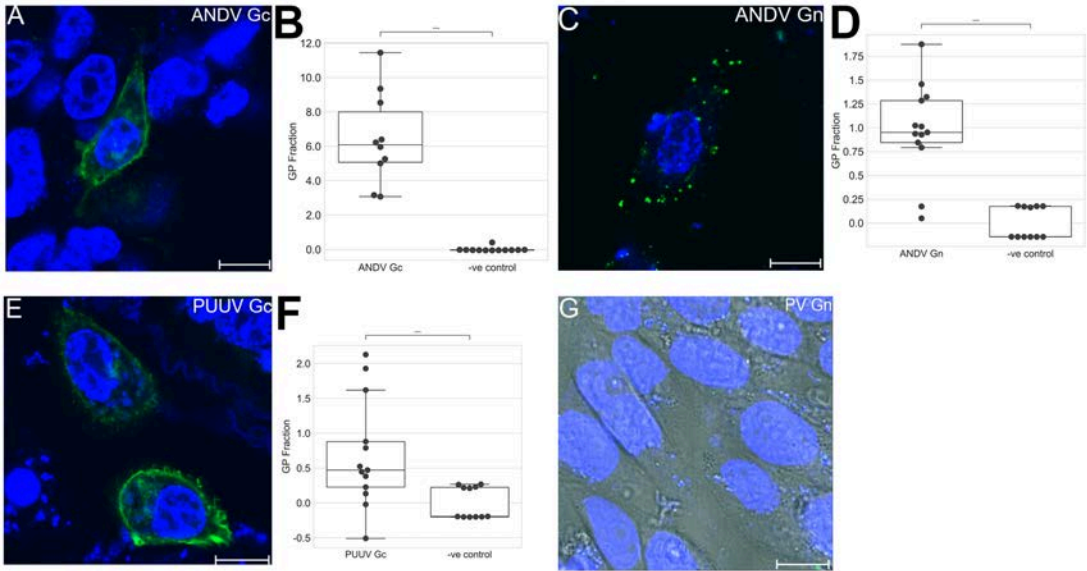 A
ANDV Gc
B
12.0
10.0
8.0
6.0
4.0
2.0
0.0
GP Fraction
ANDV Gc
-ve control
C
ANDV Gn
D
1.75
1.50
1.25
1.0
0.75
0.5
0.25
0.0
GP Fraction
ANDV Gn
-ve control
E
PUUV Gc
F
2.0
1.5
1.0
0.5
0.0
-0.5
GP Fraction
PUUV Gc
-ve control
G
PV Gn